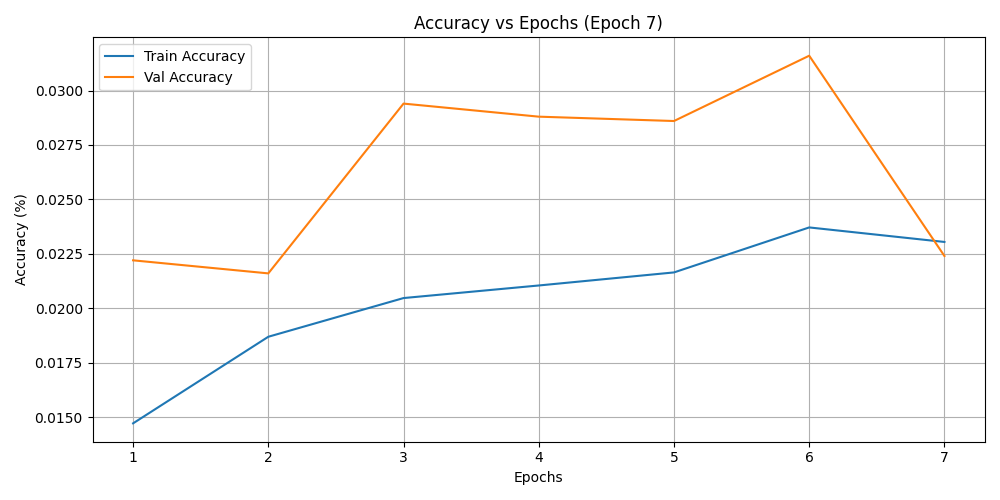 Accuracy vs Epochs (Epoch 7)
Train Accuracy
Val Accuracy
Accuracy (%)
0.0300
0.0275
0.0250
0.0225
0.0200
0.0175
0.0150
1 2 3 4 5 6 7
Epochs